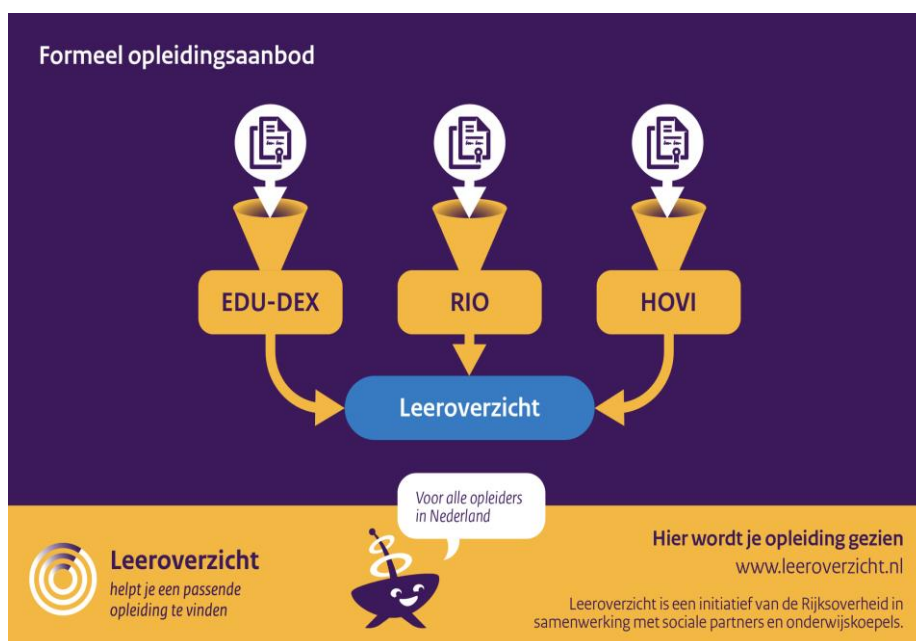 Formeel opleidingsaanbod
EDU-DEX
RIO
HOVI
Leeroverzicht
Voor alle opleiders
in Nederland
Leeroverzicht
helpt je een passende
opleiding te vinden
Hier wordt je opleiding gezien
www.leeroverzicht.nl
Leeroverzicht is een initiatief van de Rijksoverheid in
samenwerking met sociale partners en onderwijskoepels.